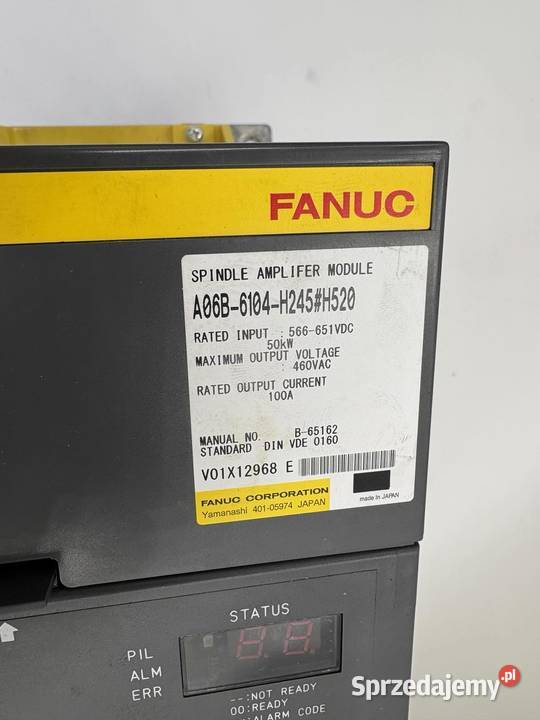 FANUC
SPINDLE AMPLIFER MODULE
A06B-6104-H245#H520
RATED INPUT : 566-651VDC
50kW
MAXIMUM OUTPUT VOLTAGE
: 460VAC
RATED OUTPUT CURRENT
100A
MANUAL NO. B-65162
STANDARD DIN VDE 0160
V01X12968 E
FANUC CORPORATION
Yamanashi 401-05974 JAPAN
made In JAPAN
STATUS
PIL
ALM
ERR
--:NOT READY
00:READY
ALARM CODE
Sprzedajemy.pl